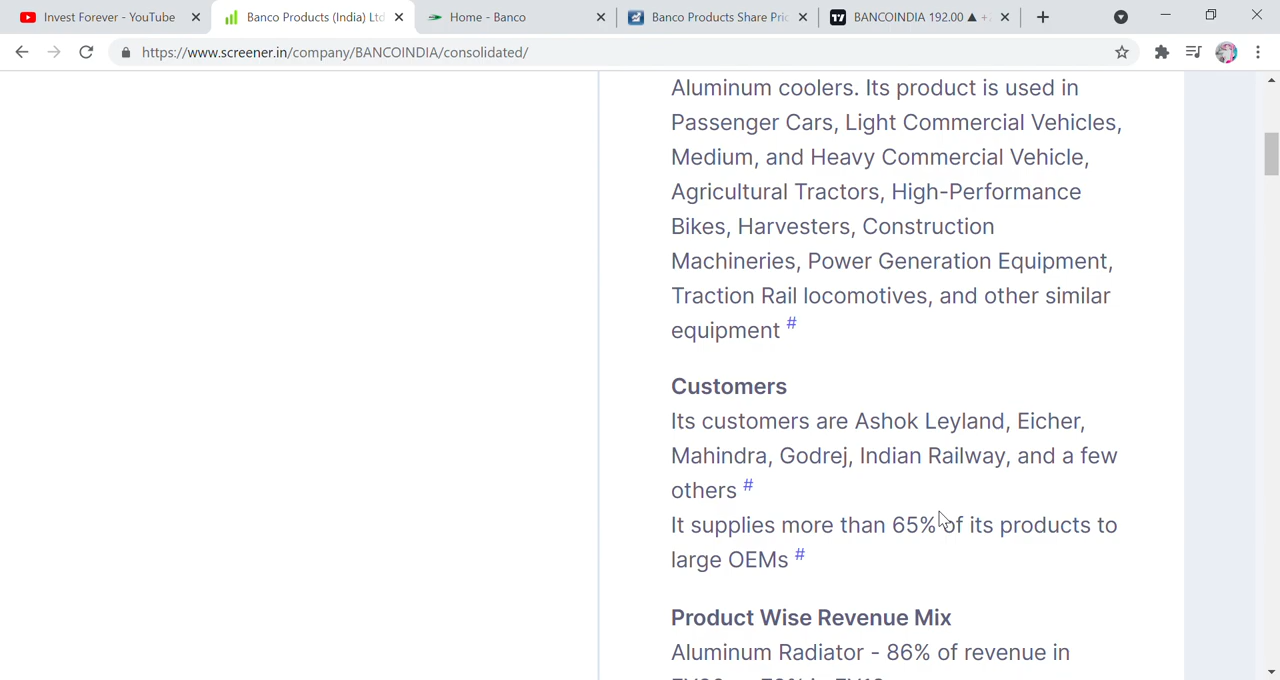 Invest Forever - YouTube
Banco Products (India) Ltd
Home - Banco
Banco Products Share Pric
BANCOINDIA 192.00 ▲ +
https://www.screener.in/company/BANCOINDIA/consolidated/
Aluminum coolers. Its product is used in
Passenger Cars, Light Commercial Vehicles,
Medium, and Heavy Commercial Vehicle,
Agricultural Tractors, High-Performance
Bikes, Harvesters, Construction
Machineries, Power Generation Equipment,
Traction Rail locomotives, and other similar
equipment #
Customers
Its customers are Ashok Leyland, Eicher,
Mahindra, Godrej, Indian Railway, and a few
others #
It supplies more than 65% of its products to
large OEMs #
Product Wise Revenue Mix
Aluminum Radiator - 86% of revenue in